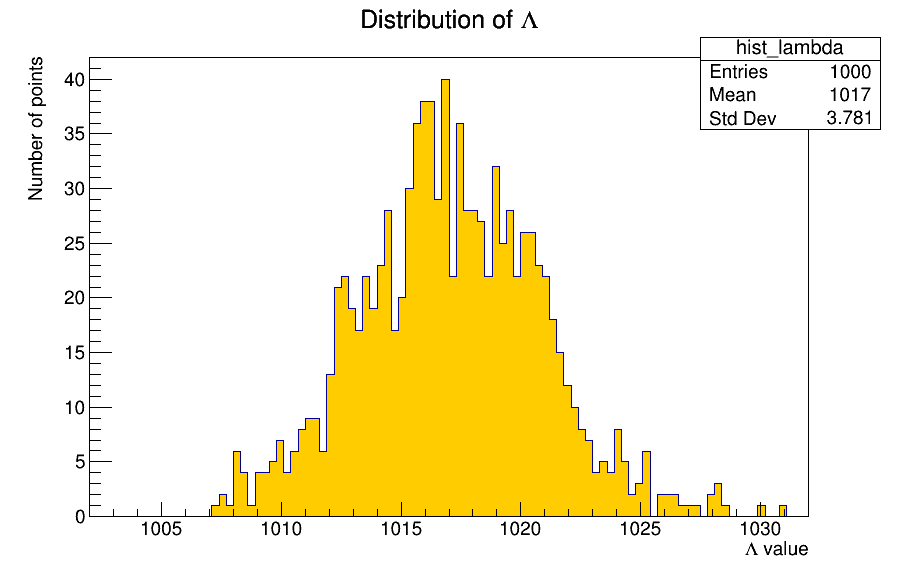 Distribution of Λ
hist_lambda
Entries 1000
Mean 1017
Std Dev 3.781
Number of points
40
35
30
25
20
15
10
5
0
1005 1010 1015 1020 1025 1030
Λ value